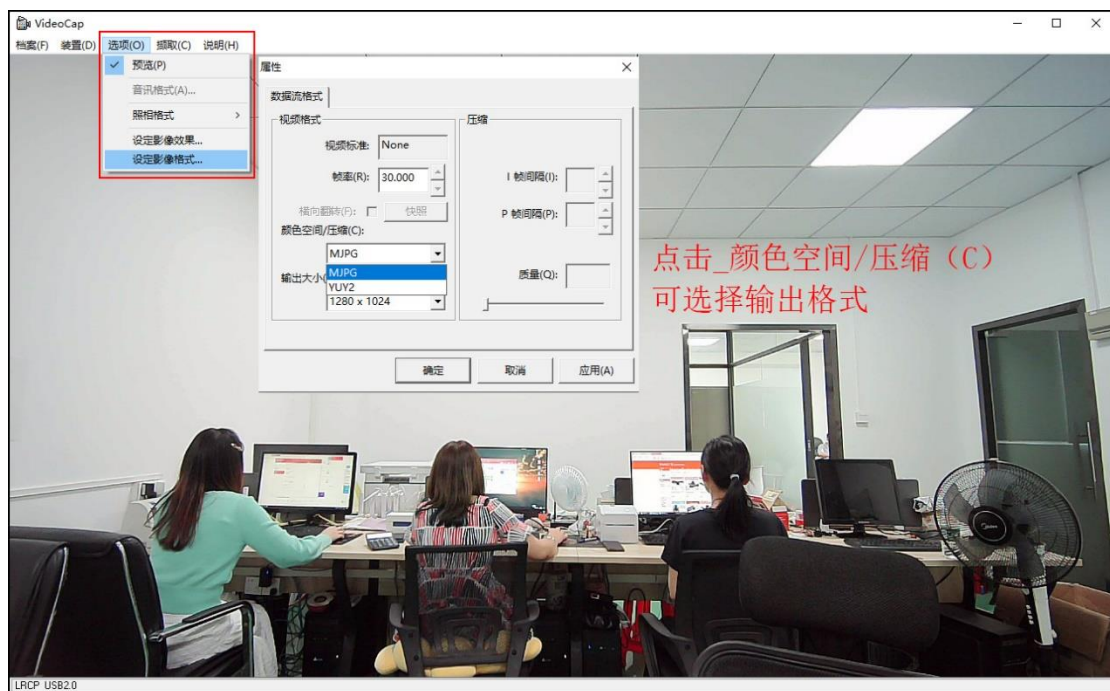 VideoCap
档案(F) 装置(D) 选项(O) 撷取(C) 说明(H)
预览(P)
音讯格式(A)...
照相格式 >
设定影像效果...
设定影像格式...
属性
数据流格式
视频格式
视频标准: None
帧率(R): 30.000
横向翻转(F): 快照
颜色空间/压缩(C):
MJPG
MJPG
YUY2
输出大小(
1280 x 1024
压缩
I 帧间隔(I):
P 帧间隔(P):
质量(Q):
确定 取消 应用(A)
点击_颜色空间/压缩（C）
可选择输出格式
Midea
LRCP USB2.0